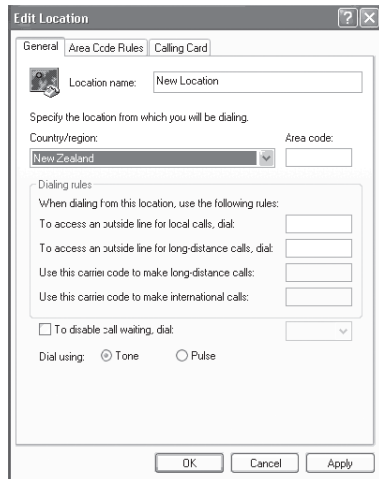 Edit Location
General Area Code Rules Calling Card
Location name: New Location
Specify the location from which you will be dialing.
Country/region: Area code:
New Zealand
Dialing rules
When dialing from this location, use the following rules:
To access an outside line for local calls, dial:
To access an outside line for long-distance calls, dial:
Use this carrier code to make long-distance calls:
Use this carrier code to make international calls:
To disable call waiting, dial:
Dial using: Tone Pulse
OK Cancel Apply